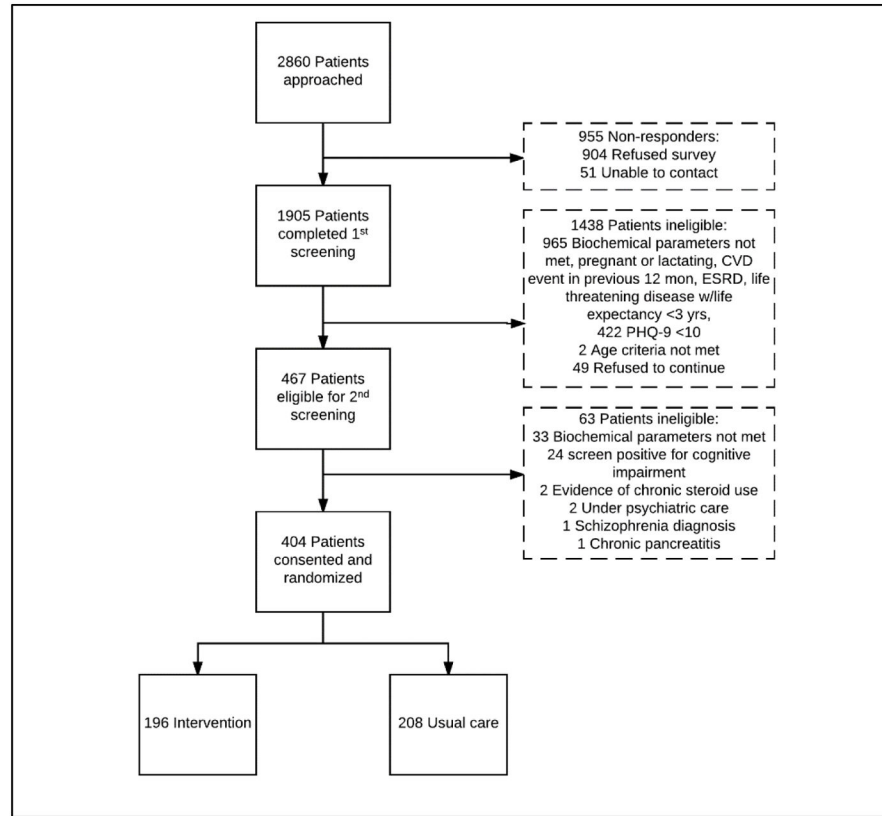 2860 Patients
approached
955 Non-responders:
904 Refused survey
51 Unable to contact
1905 Patients
completed 1st
screening
1438 Patients ineligible:
965 Biochemical parameters not
met, pregnant or lactating, CVD
event in previous 12 mon, ESRD, life
threatening disease w/life
expectancy <3 yrs,
422 PHQ-9 <10
2 Age criteria not met
49 Refused to continue
467 Patients
eligible for 2nd
screening
63 Patients ineligible:
33 Biochemical parameters not met
24 screen positive for cognitive
impairment
2 Evidence of chronic steroid use
2 Under psychiatric care
1 Schizophrenia diagnosis
1 Chronic pancreatitis
404 Patients
consented and
randomized
196 Intervention
208 Usual care